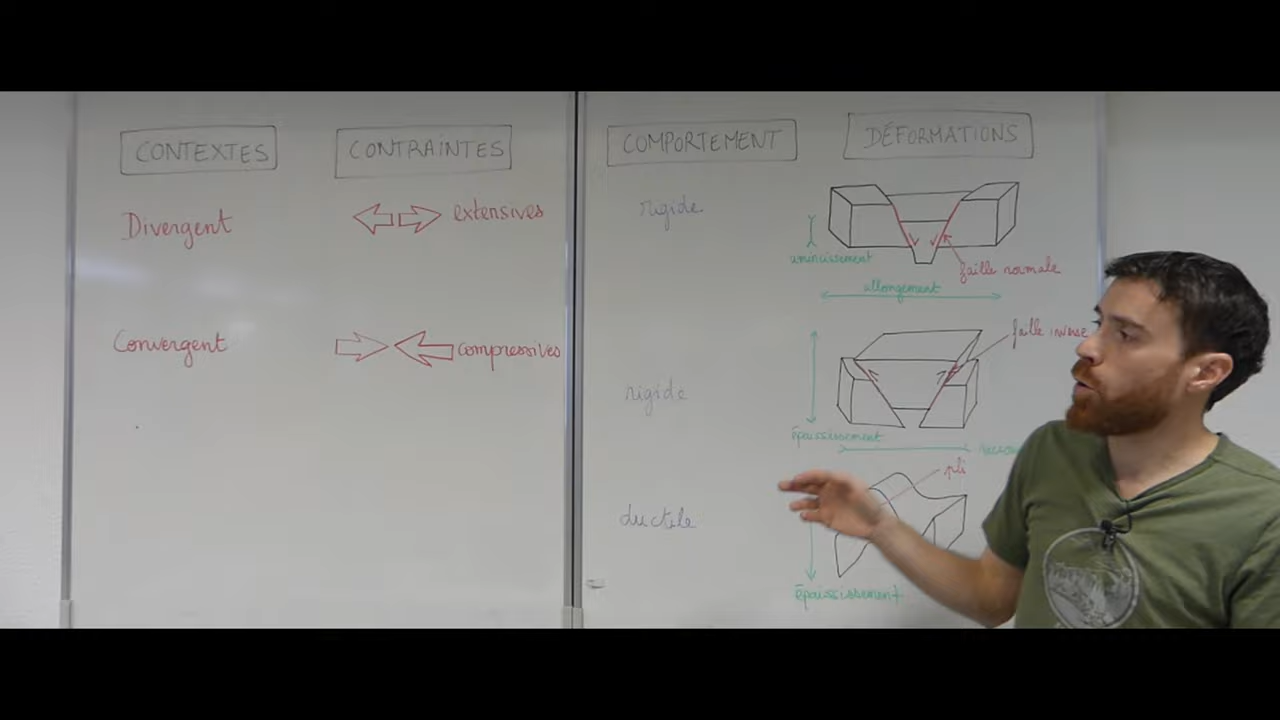 CONTEXTES
CONTRAINTES
COMPORTEMENT
DÉFORMATIONS
Divergent
extensives
rigide
amincissement
faille normale
allongement
Convergent
compressives
rigide
faille inverse
épaississement
pli
ductile
épaississement